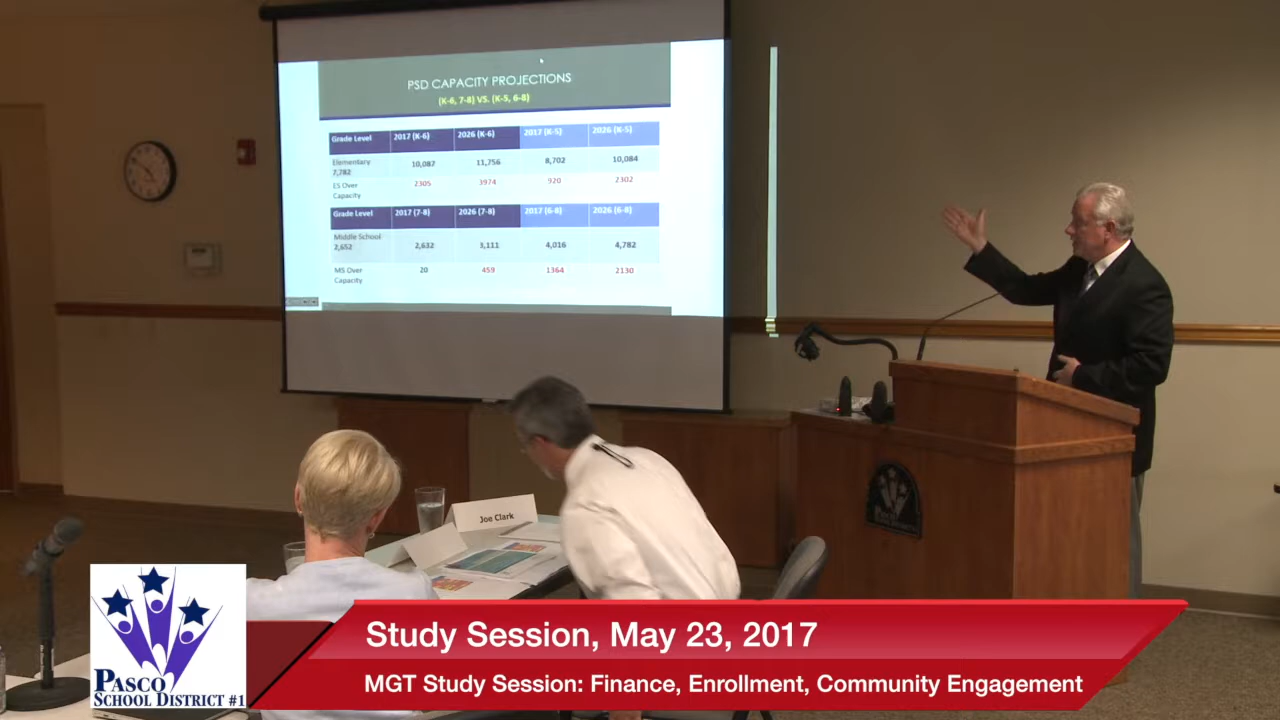 PSD CAPACITY PROJECTIONS
(K-6, 7-8) VS. (K-5, 6-8)
Grade Level 2017 (K-6) 2026 (K-6) 2017 (K-5) 2026 (K-5)
Elementary 10,087 11,756 8,702 10,084
7,782
ES Over 2305 3974 920 2302
Capacity
Grade Level 2017 (7-8) 2026 (7-8) 2017 (6-8) 2026 (6-8)
Middle School 2,632 3,111 4,016 4,782
2,652
MS Over 20 459 1364 2130
Capacity
Joe Clark
PASCO
SCHOOL DISTRICT
PASCO
SCHOOL DISTRICT #1
Study Session, May 23, 2017
MGT Study Session: Finance, Enrollment, Community Engagement